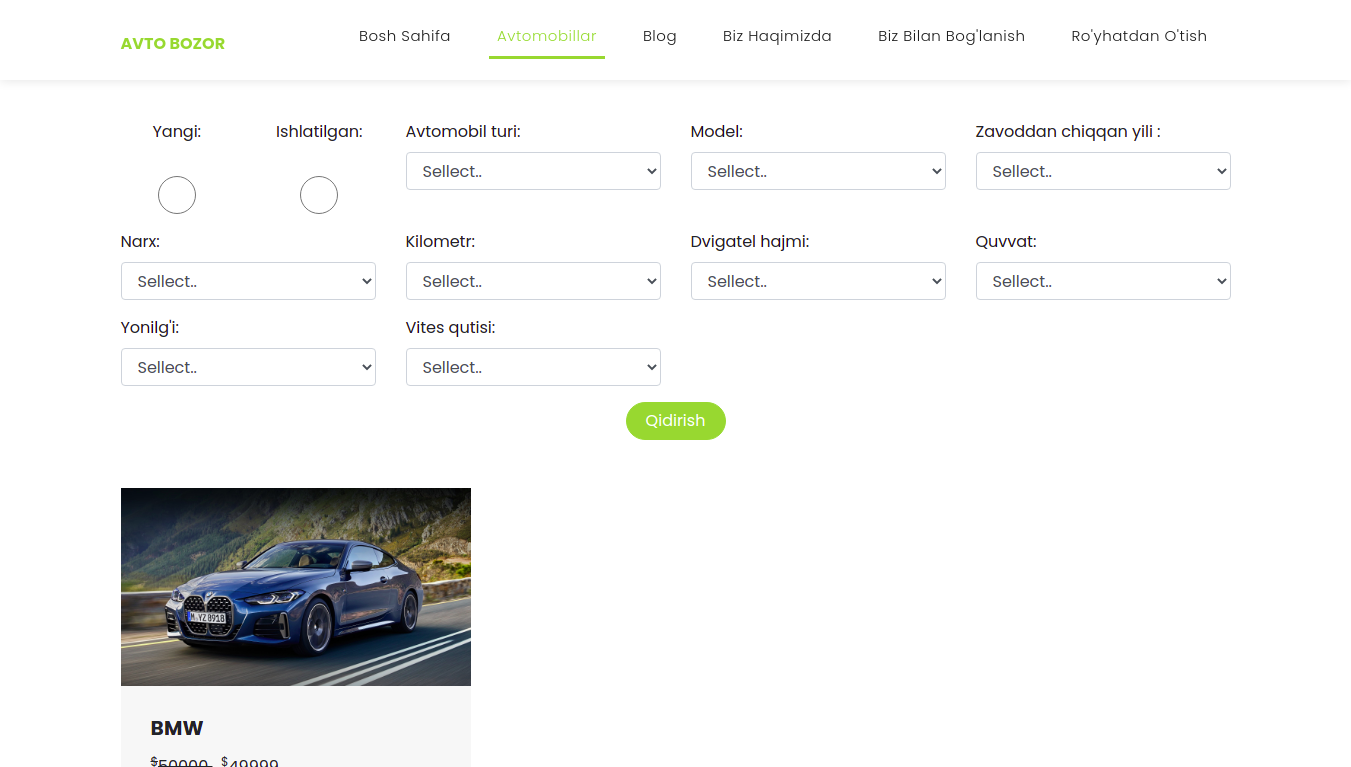 AVTO BOZOR
Bosh Sahifa Avtomobillar Blog Biz Haqimizda Biz Bilan Bog'lanish Ro'yhatdan O'tish
Yangi: Ishlatilgan: Avtomobil turi: Model: Zavoddan chiqqan yili :
Sellect.. Sellect.. Sellect..
Narx: Kilometr: Dvigatel hajmi: Quvvat:
Sellect.. Sellect.. Sellect.. Sellect..
Yonilg'i: Vites qutisi:
Sellect.. Sellect..
Qidirish
M·YZ 8918
BMW
$50000 $49999